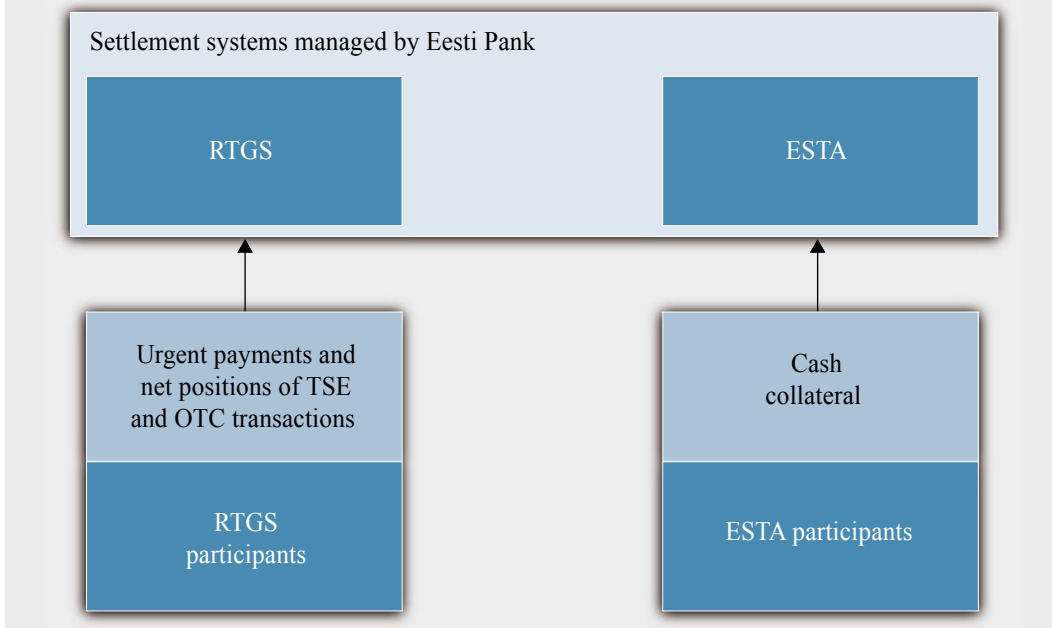 Settlement systems managed by Eesti Pank
RTGS
ESTA
Urgent payments and
net positions of TSE
and OTC transactions
Cash
collateral
RTGS
participants
ESTA participants